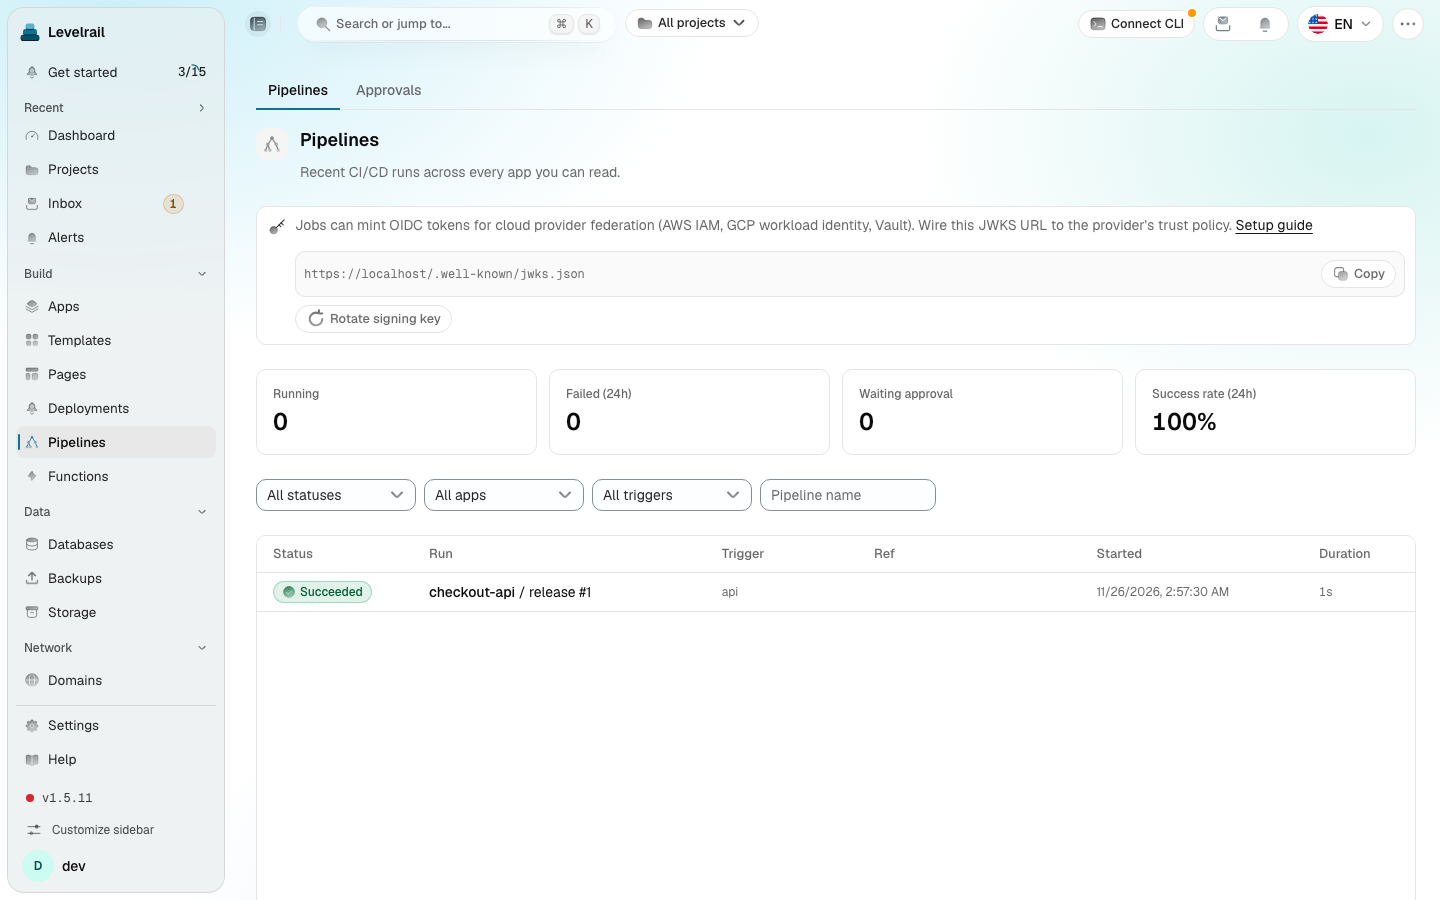 Levelrail
Search or jump to...
⌘ K
All projects
Connect CLI
EN
Get started 3/15
Recent
Dashboard
Projects
Inbox 1
Alerts
Build
Apps
Templates
Pages
Deployments
Pipelines
Functions
Data
Databases
Backups
Storage
Network
Domains
Settings
Help
v1.5.11
Customize sidebar
D dev
Pipelines Approvals
Pipelines
Recent CI/CD runs across every app you can read.
Jobs can mint OIDC tokens for cloud provider federation (AWS IAM, GCP workload identity, Vault). Wire this JWKS URL to the provider's trust policy. Setup guide
https://localhost/.well-known/jwks.json
Copy
Rotate signing key
Running
0
Failed (24h)
0
Waiting approval
0
Success rate (24h)
100%
All statuses All apps All triggers Pipeline name
Status Run Trigger Ref Started Duration
Succeeded checkout-api / release #1 api 11/26/2026, 2:57:30 AM 1s